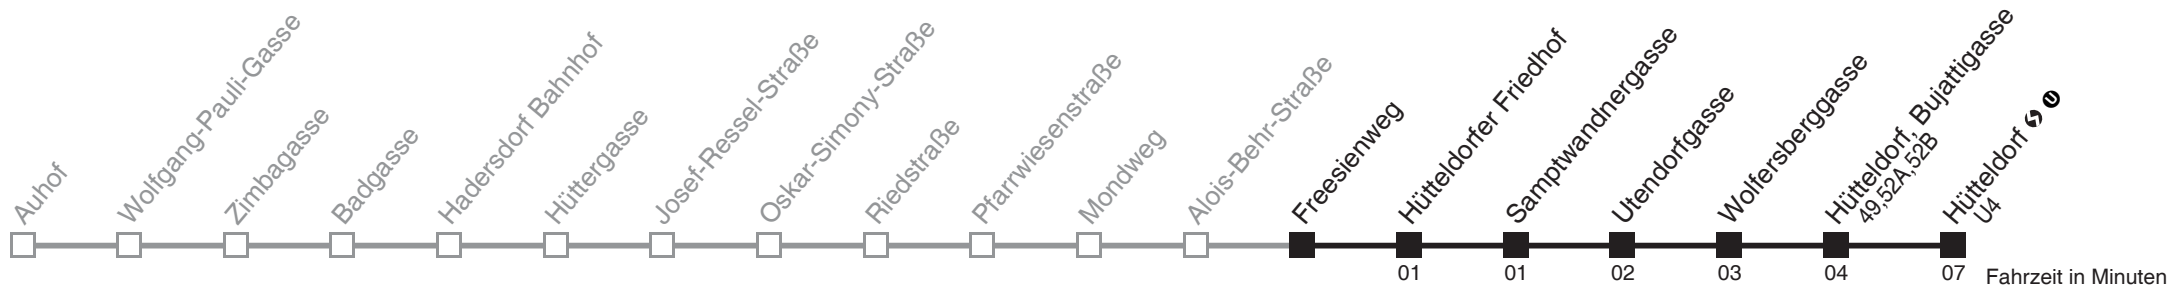 Auhof
Wolfgang-Pauli-Gasse
Zimbagasse
Badgasse
Hadersdorf Bahnhof
Hüttergasse
Josef-Ressel-Straße
Oskar-Simony-Straße
Riedstraße
Pfarrwiesenstraße
Mondweg
Alois-Behr-Straße
Freesienweg
Hütteldorfer Friedhof
Samptwandnergasse
Utendorfgasse
Wolfersberggasse
Hütteldorf, Bujattigasse
49,52A,52B
Hütteldorf S U
U4
01 01 02 03 04 07 Fahrzeit in Minuten